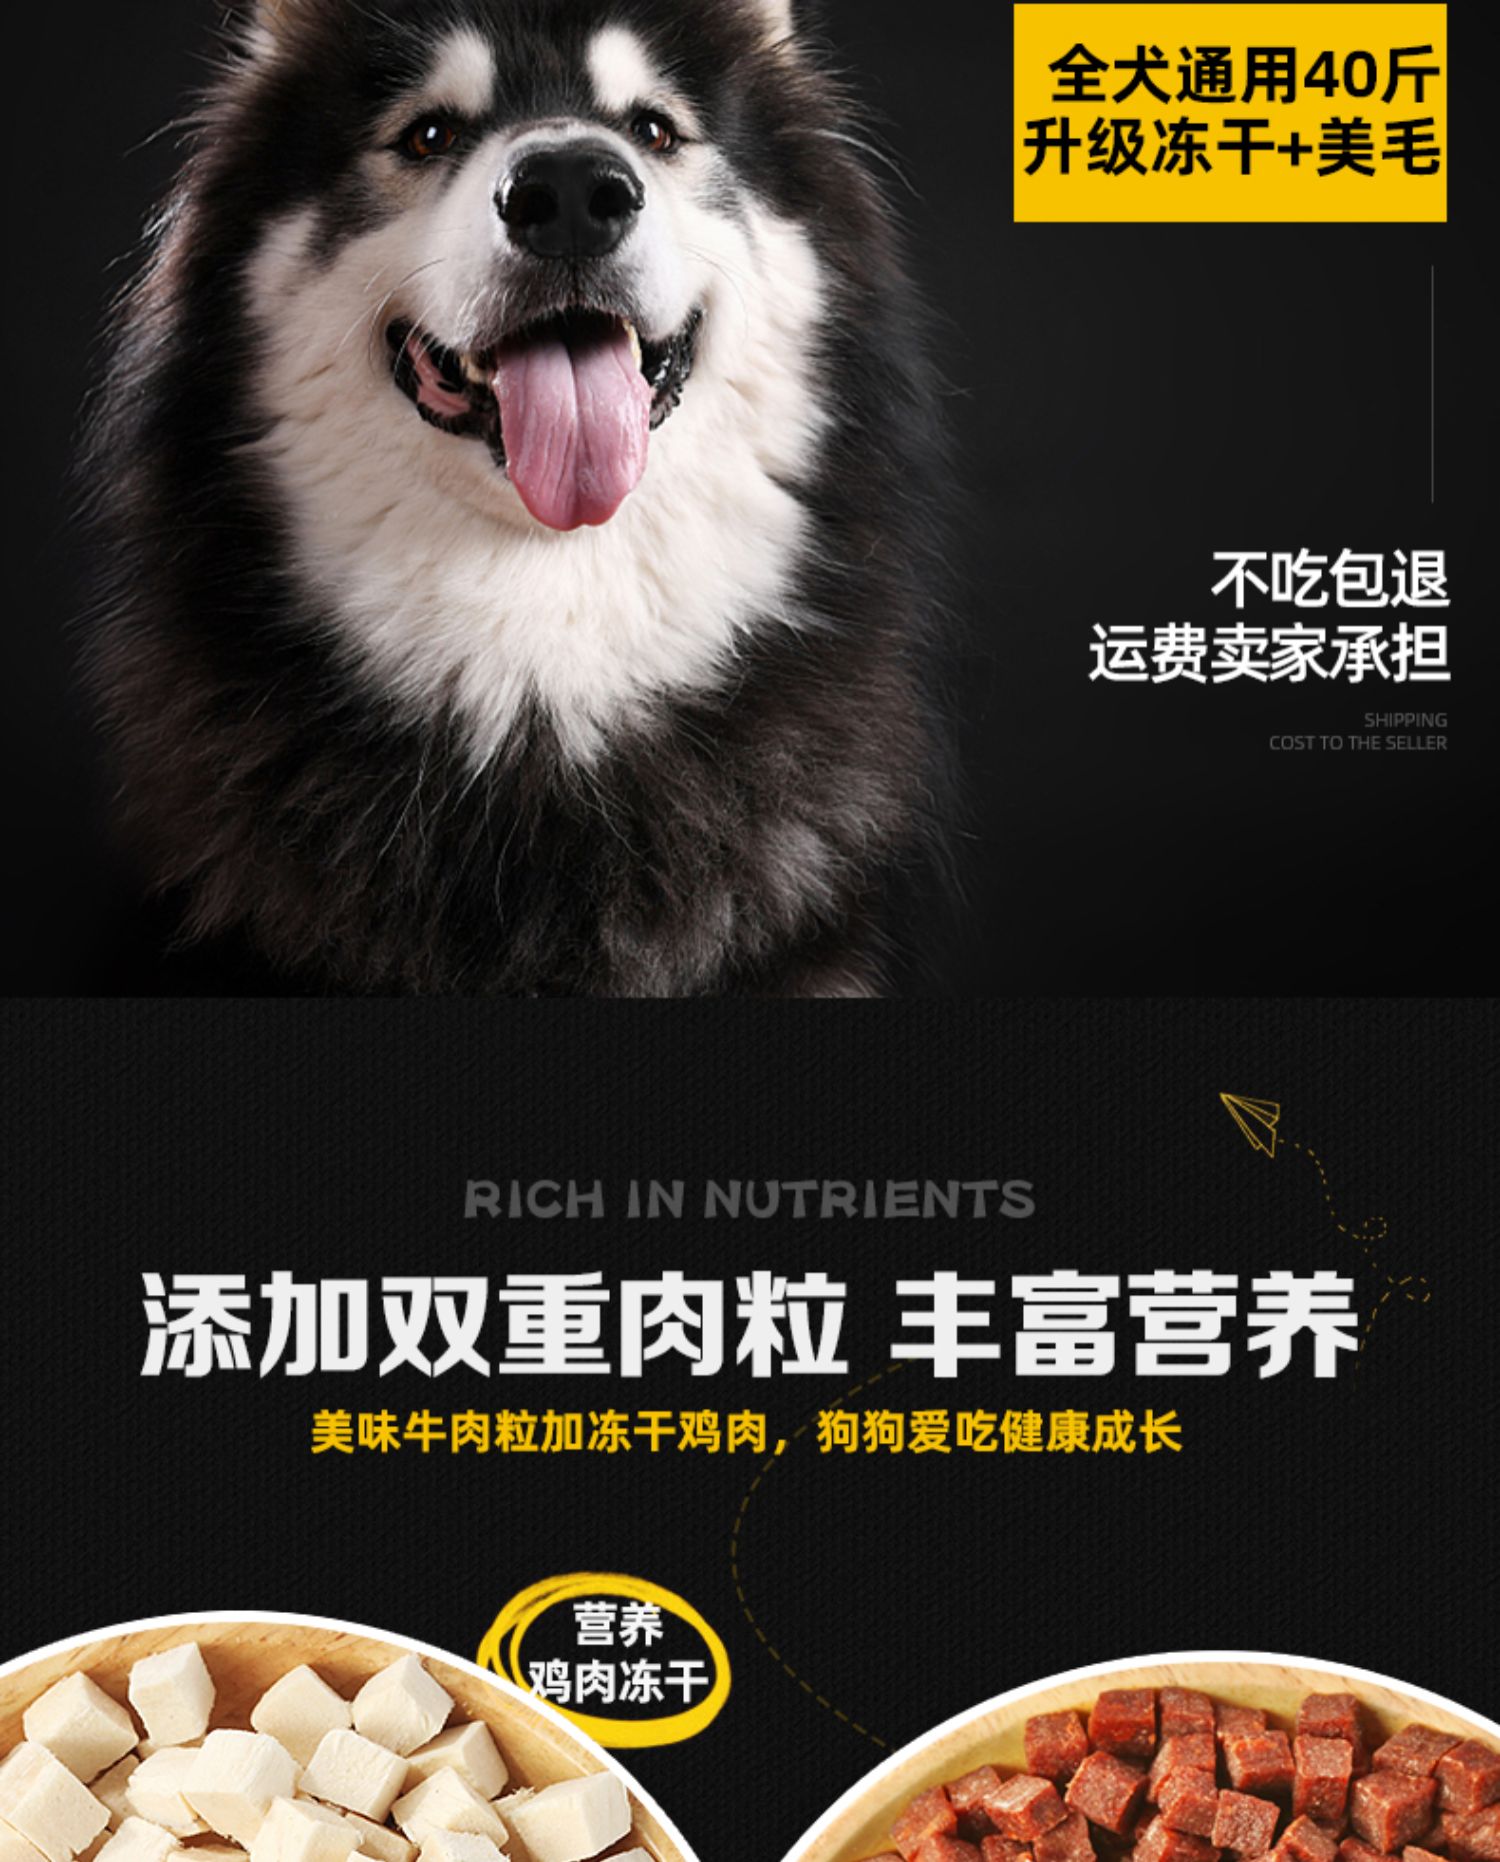 全犬通用40斤
升级冻干+美毛
不吃包退
运费卖家承担
SHIPPING
COST TO THE SELLER
RICH IN NUTRIENTS
添加双重肉粒 丰富营养
美味牛肉粒加冻干鸡肉，狗狗爱吃健康成长
营养
鸡肉冻干